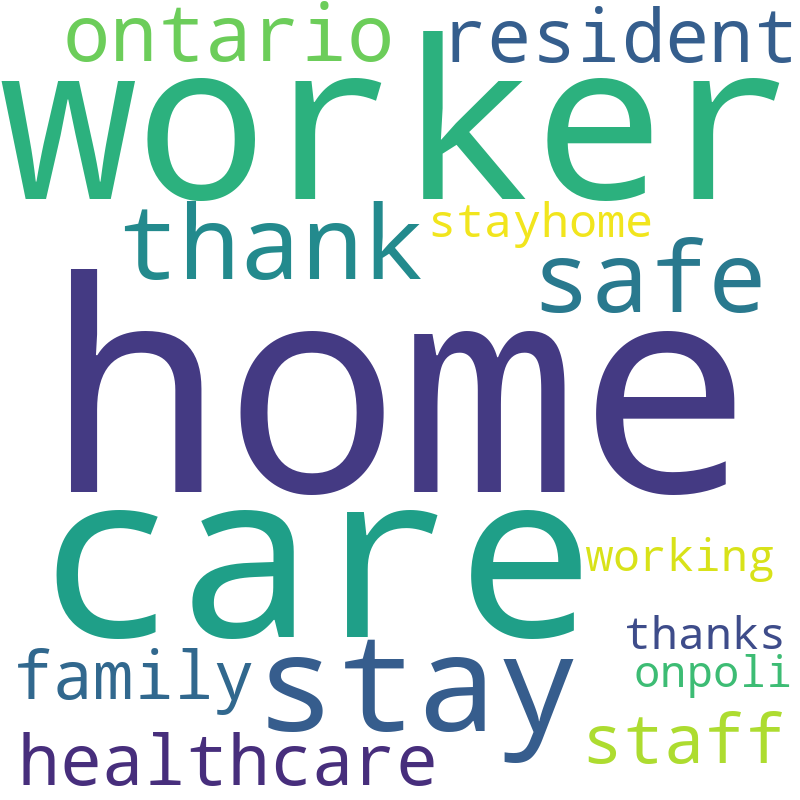 ontario resident
worker
thank stayhome safe
home
care
working
thanks
family stay onpoli
healthcare staff